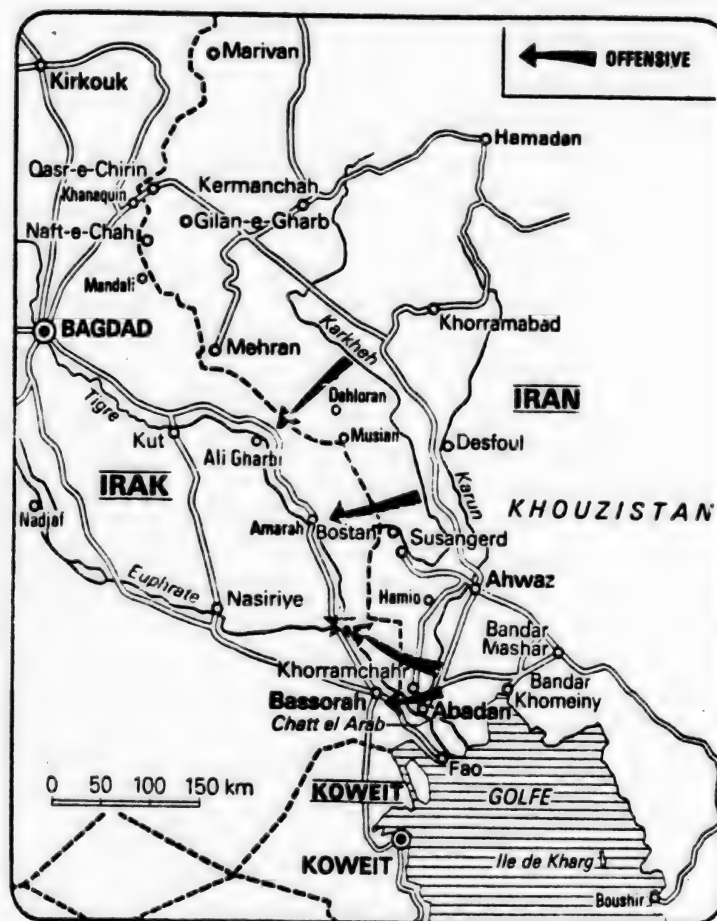 Marivan
OFFENSIVE
Kirkouk
Hamadan
Qasr-e-Chirin
Kermanchah
Khanaquin
Gilan-e-Gharb
Naft-e-Chah
Mandali
Khorramabad
BAGDAD
Karkheh
Mehran
Dehloran
IRAN
Tigre
Kut
Musian
Desfoul
Ali Gharbi
IRAK
Karun
KHOUZISTAN
Nadjaf
Amarah
Bostan
Susangerd
Euphrate
Ahwaz
Nasiriye
Hamio
Bandar
Mashar
Khorramchahr
Bandar
Khomeiny
Bassorah
Abadan
Chatt el Arab
Fao
0 50 100 150 km
KOWEIT
GOLFE
KOWEIT
Ile de Kharg
Boushir